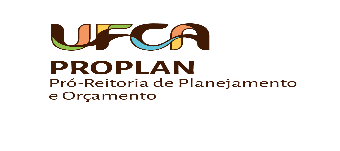 UFCA
PROPLAN
Pró-Reitoria de Planejamento
e Orçamento